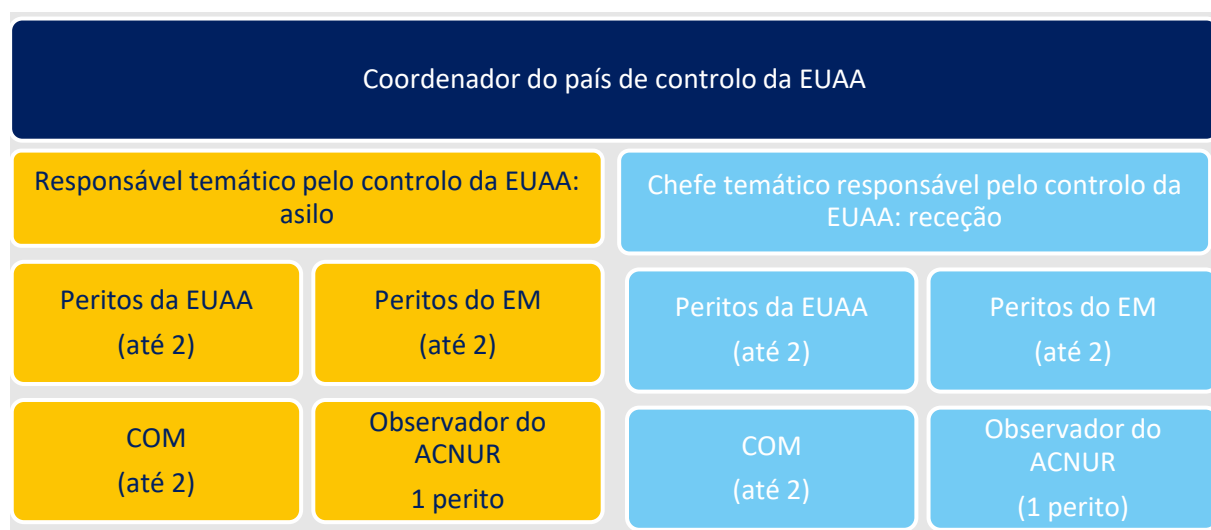 Coordenador do país de controlo da EUAA
Responsável temático pelo controlo da EUAA:
asilo
Chefe temático responsável pelo controlo da
EUAA: receção
Peritos da EUAA
(até 2)
Peritos do EM
(até 2)
Peritos da EUAA
(até 2)
Peritos do EM
(até 2)
COM
(até 2)
Observador do
ACNUR
1 perito
COM
(até 2)
Observador do
ACNUR
(1 perito)